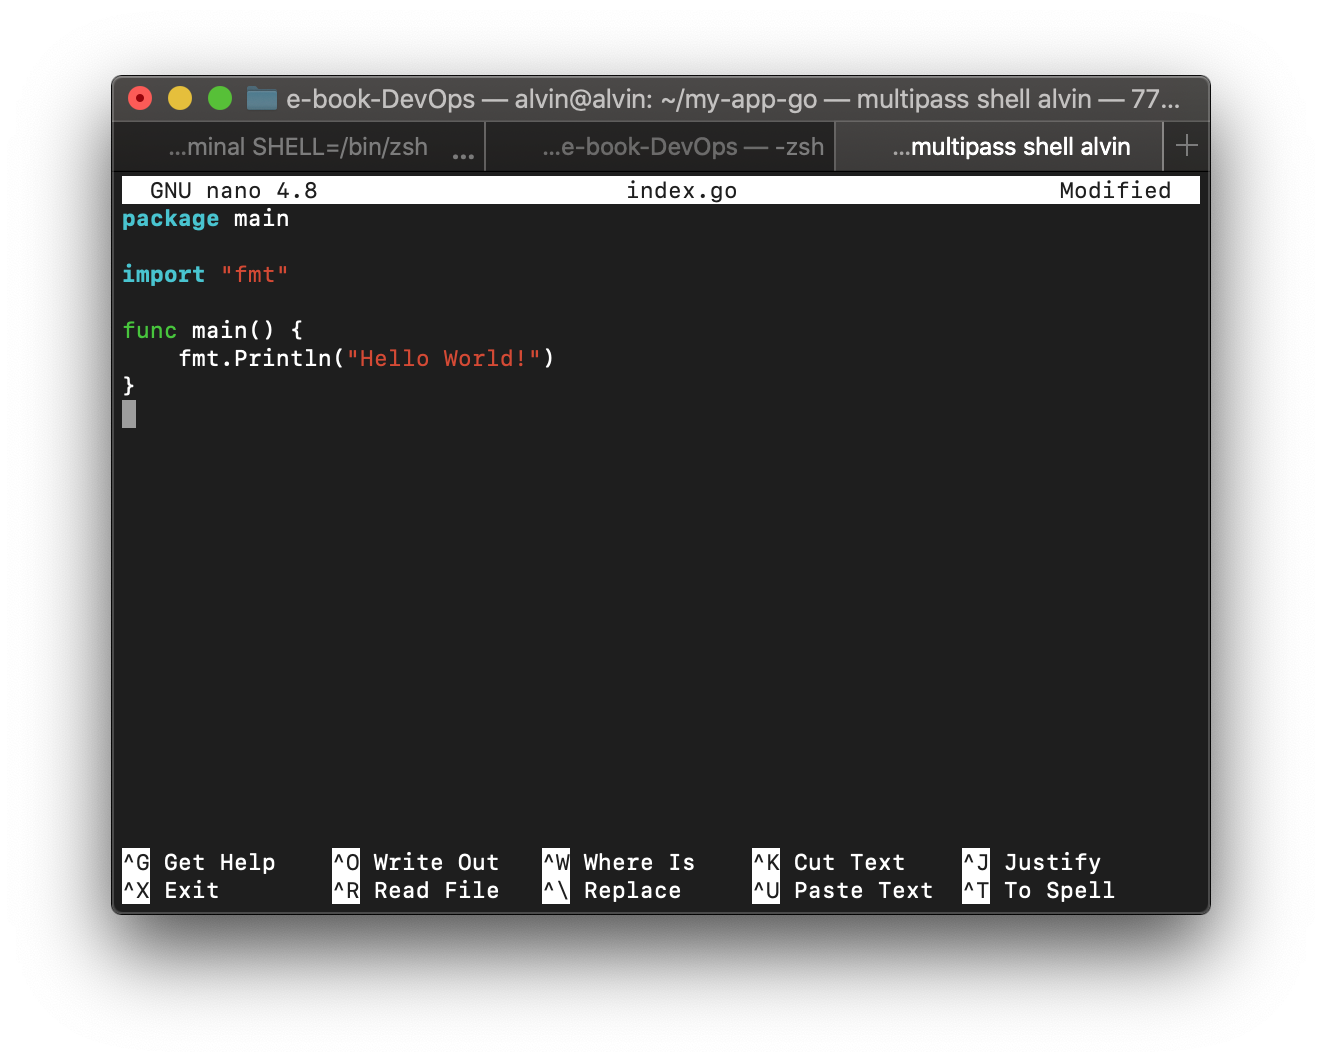 e-book-DevOps — alvin@alvin: ~/my-app-go — multipass shell alvin — 77...
...minal SHELL=/bin/zsh ... ...e-book-DevOps — -zsh ...multipass shell alvin +
GNU nano 4.8 index.go Modified
package main
import "fmt"
func main() {
    fmt.Println("Hello World!")
}
^G Get Help ^O Write Out ^W Where Is ^K Cut Text ^J Justify
^X Exit ^R Read File ^\ Replace ^U Paste Text ^T To Spell